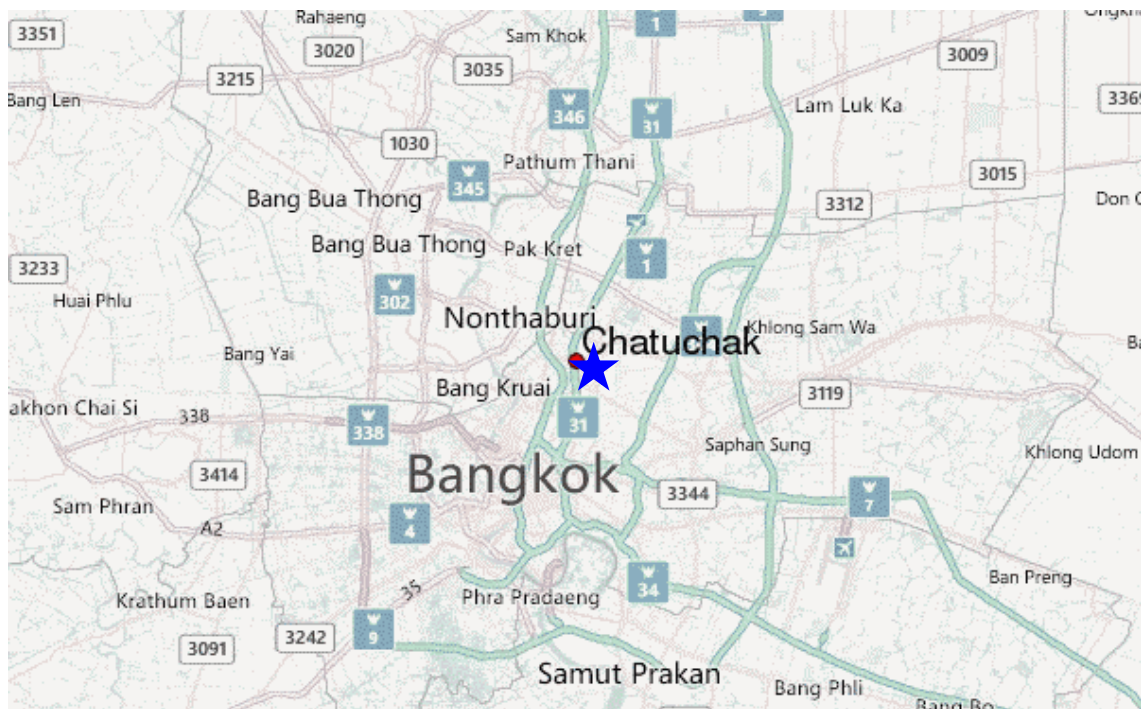 Rahaeng
3351
3020
Sam Khok
1
3035
3009
3215
Bang Len
346
31
Lam Luk Ka
3369
1030
Pathum Thani
345
3015
Bang Bua Thong
3312
Don
Bang Bua Thong
Pak Kret
1
3233
302
Huai Phlu
Nonthaburi
Khlong Sam Wa
Chatuchak
Bang Yai
Bang Kruai
3119
akhon Chai Si
338
338
31
Saphan Sung
Khlong Udom
Bangkok
3414
3344
7
Sam Phran
A2
4
35
34
Ban Preng
Krathum Baen
Phra Pradaeng
9
3242
3091
Samut Prakan
Bang Phli
Bang Bo